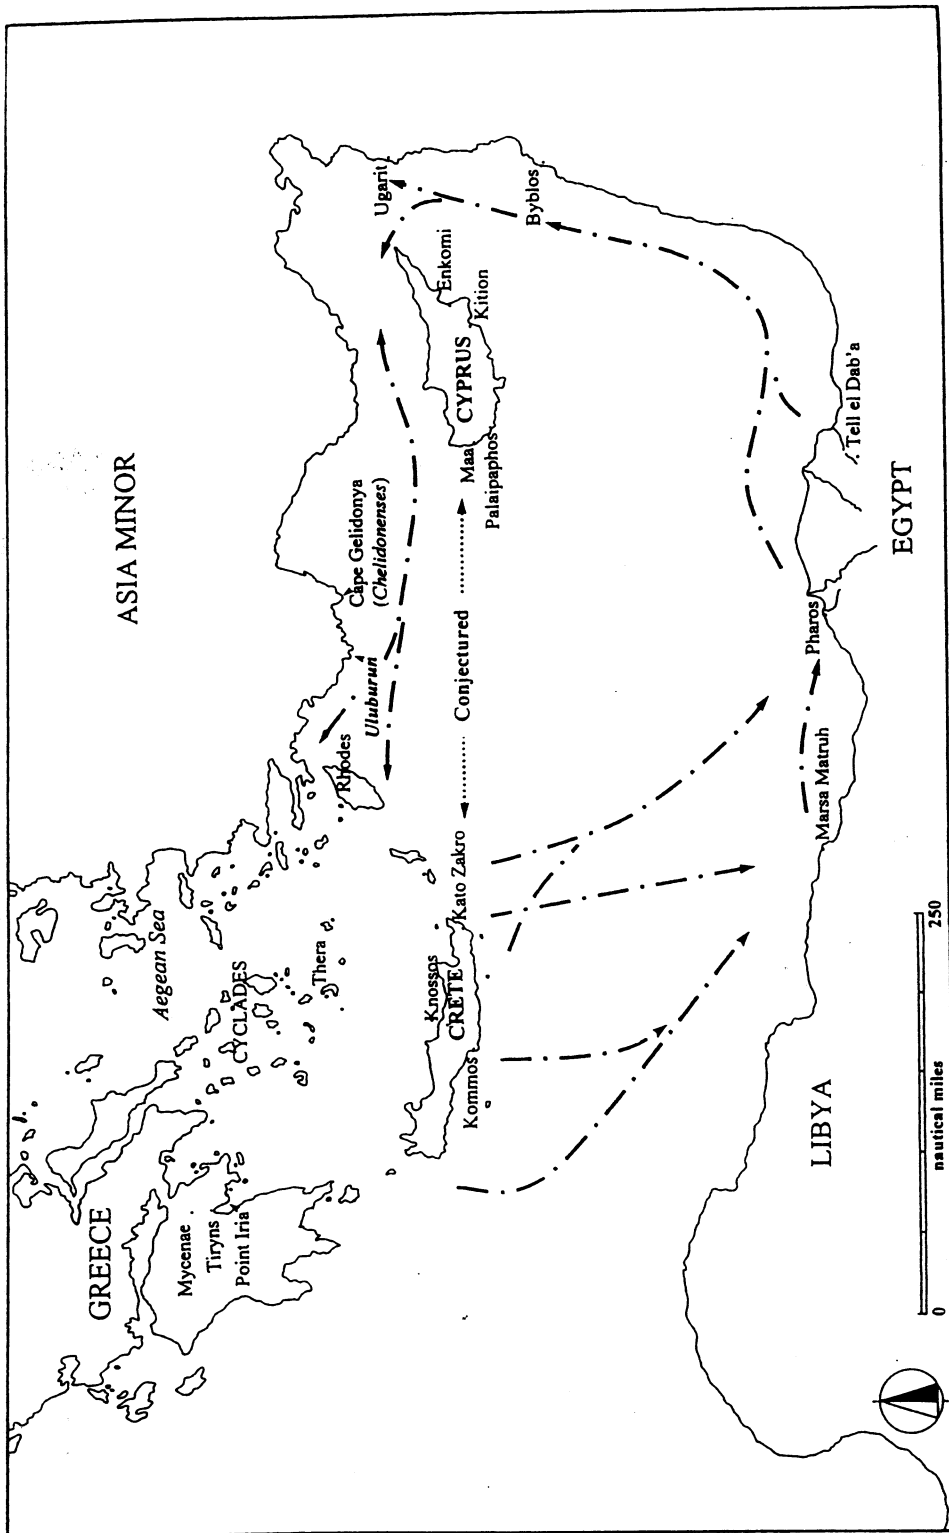 ASIA MINOR
GREECE
Aegean Sea
Mycenae
Tiryns
Point Iria
CYCLADES
Thera
Rhodes
Uluburun
Cape Gelidonya
(Chelidonenses)
Ugarit
Enkomi
Kition
CYPRUS
Maa
Palaipaphos
Byblos
Conjectured
Kato Zakro
Knossos
CRETE
Kommos
Marsa Matruh
Pharos
Tell el Dab'a
EGYPT
LIBYA
0
250
nautical miles